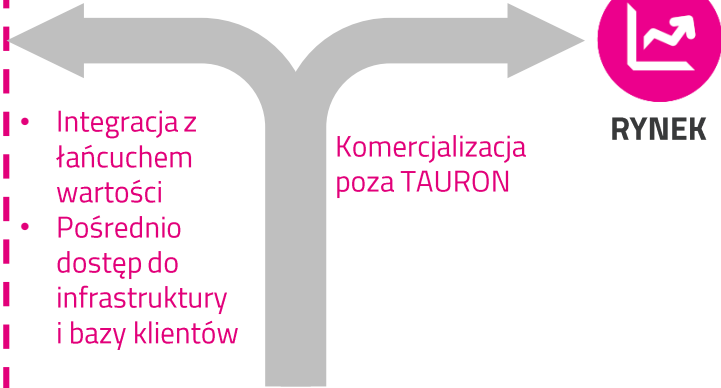 • Integracja z
łańcuchem
wartości
• Pośrednio
dostęp do
infrastruktury
i bazy klientów
Komercjalizacja
poza TAURON
RYNEK